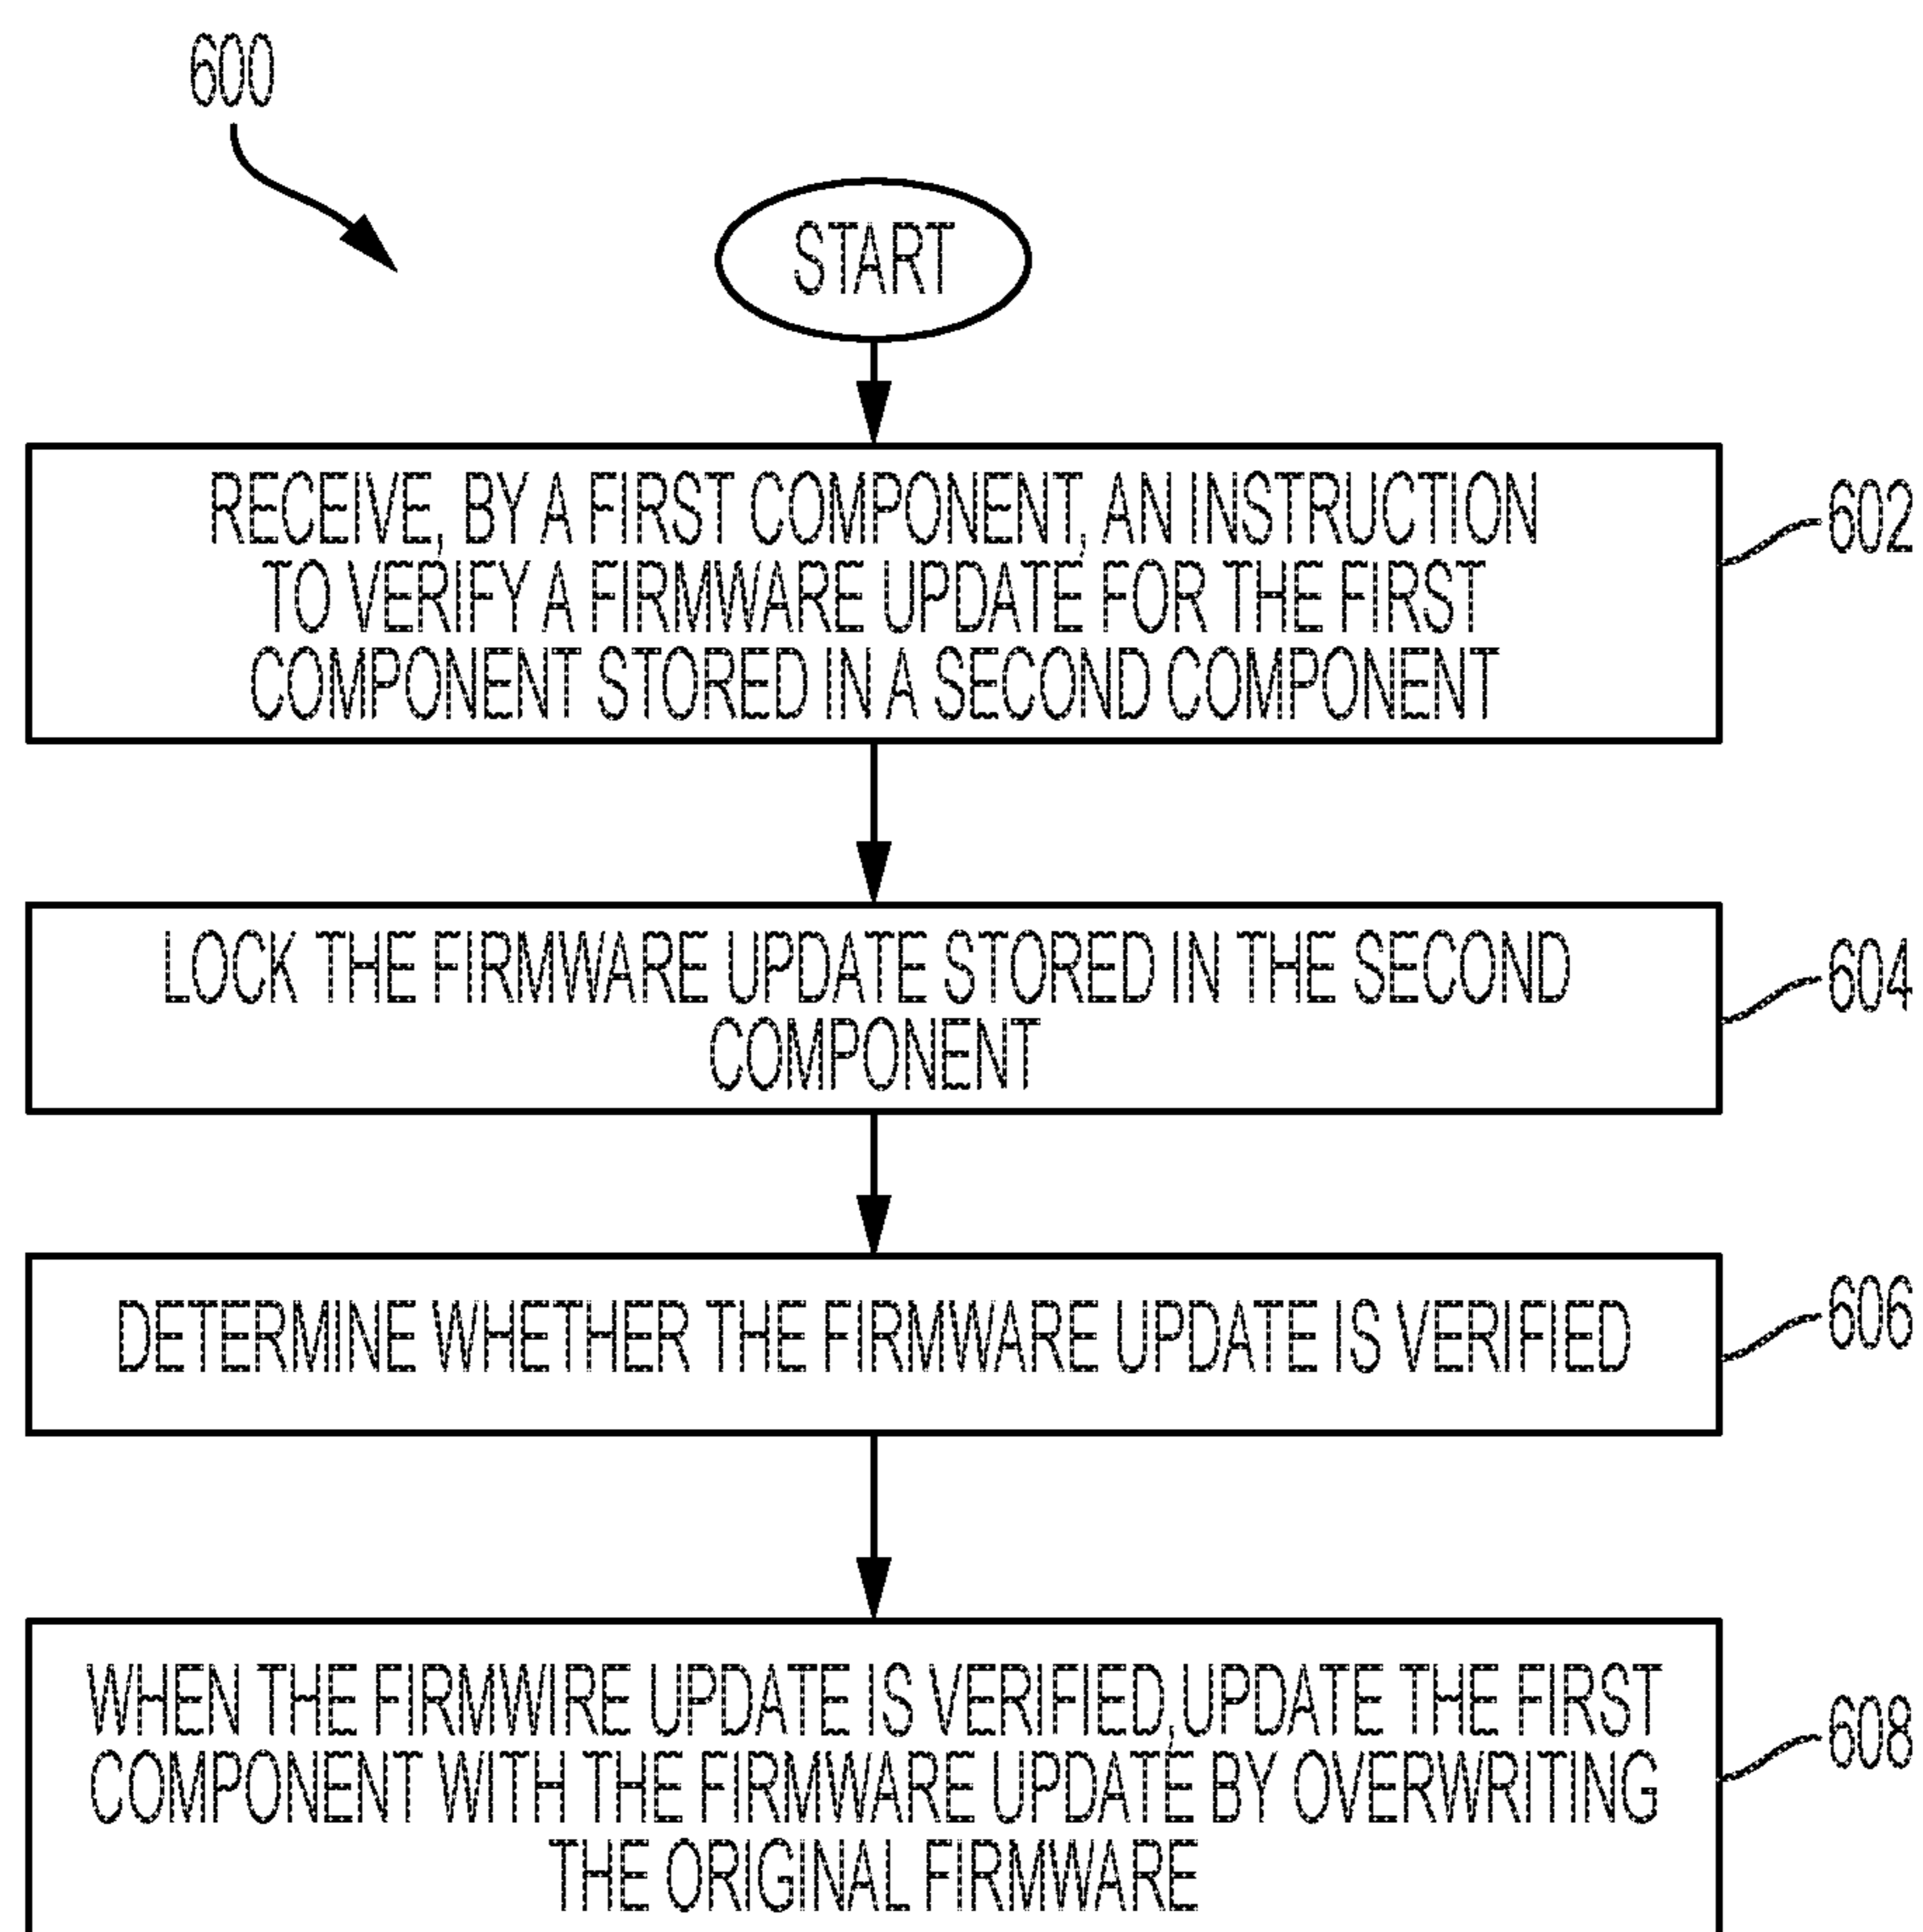 600
START
RECEIVE, BY A FIRST COMPONENT, AN INSTRUCTION
TO VERIFY A FIRMWARE UPDATE FOR THE FIRST
COMPONENT STORED IN A SECOND COMPONENT
602
LOCK THE FIRMWARE UPDATE STORED IN THE SECOND
COMPONENT
604
DETERMINE WHETHER THE FIRMWARE UPDATE IS VERIFIED
606
WHEN THE FIRMWIRE UPDATE IS VERIFIED,UPDATE THE FIRST
COMPONENT WITH THE FIRMWARE UPDATE BY OVERWRITING
THE ORIGINAL FIRMWARE
608